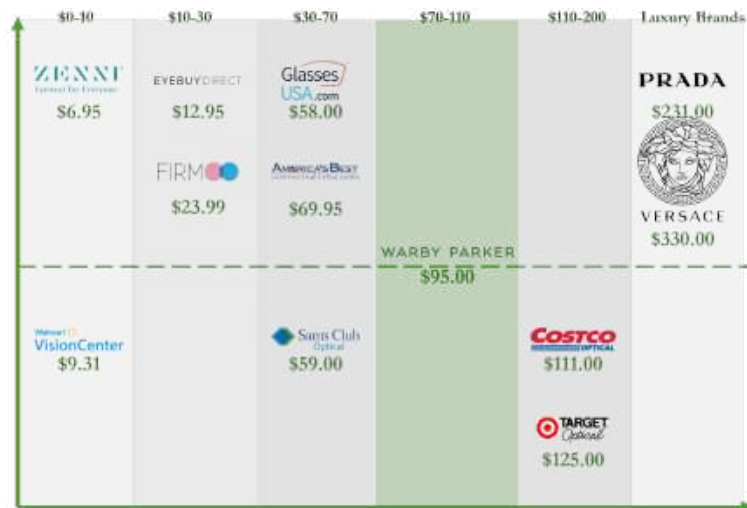 $0-10 $10-30 $30-70 $70-110 $110-200 Luxury Brands
ZENNI EYEBUYDIRECT Glasses USA.com PRADA
$6.95 $12.95 $58.00 $231.00
FIRMOO AMERICA'S BEST
$23.99 $69.95
VERSACE
$330.00
WARBY PARKER
$95.00
Walmart VisionCenter Sam's Club Optical COSTCO OPTICAL
$9.31 $59.00 $111.00
TARGET Optical
$125.00